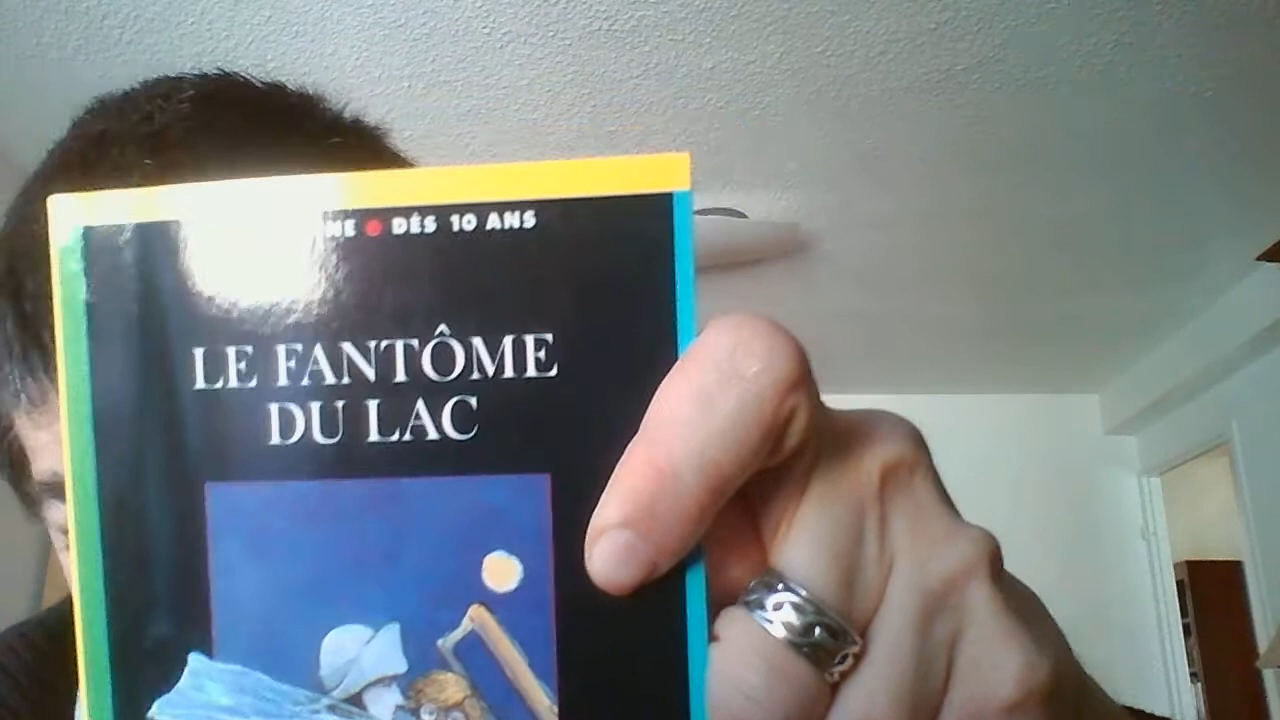 NE ● DÈS 10 ANS
LE FANTÔME
DU LAC